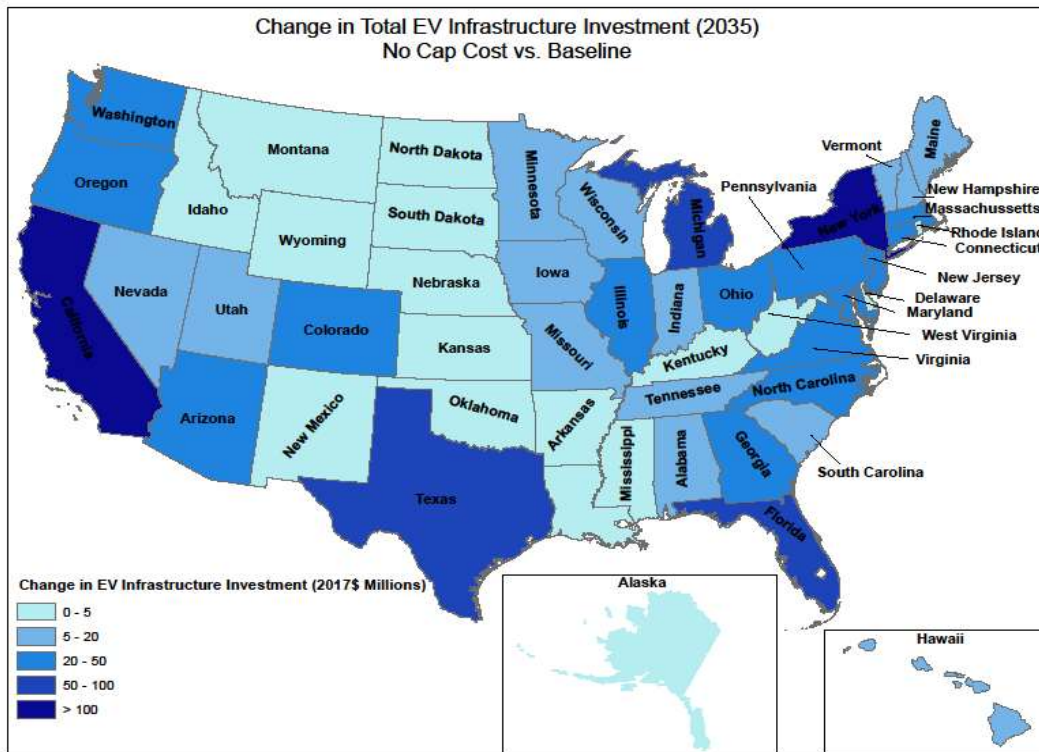 Change in Total EV Infrastructure Investment (2035)
No Cap Cost vs. Baseline
Washington
Oregon
California
Idaho
Nevada
Montana
Wyoming
Utah
Arizona
Colorado
New Mexico
North Dakota
South Dakota
Nebraska
Kansas
Oklahoma
Texas
Minnesota
Iowa
Missouri
Arkansas
Wisconsin
Illinois
Mississippi
Michigan
Indiana
Kentucky
Tennessee
Alabama
Ohio
Georgia
Florida
North Carolina
South Carolina
Pennsylvania
New York
Vermont
Maine
New Hampshire
Massachussetts
Rhode Island
Connecticut
New Jersey
Delaware
Maryland
West Virginia
Virginia
Change in EV Infrastructure Investment (2017$ Millions)
0 - 5
5 - 20
20 - 50
50 - 100
> 100
Alaska
Hawaii